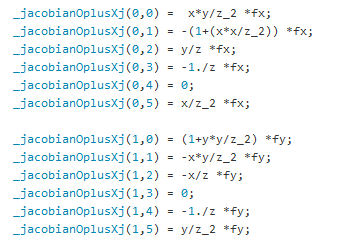 _jacobianOplusXj(0,0) =  x*y/z_2 *fx;
_jacobianOplusXj(0,1) = -(1+(x*x/z_2)) *fx;
_jacobianOplusXj(0,2) = y/z *fx;
_jacobianOplusXj(0,3) = -1./z *fx;
_jacobianOplusXj(0,4) = 0;
_jacobianOplusXj(0,5) = x/z_2 *fx;

_jacobianOplusXj(1,0) = (1+y*y/z_2) *fy;
_jacobianOplusXj(1,1) = -x*y/z_2 *fy;
_jacobianOplusXj(1,2) = -x/z *fy;
_jacobianOplusXj(1,3) = 0;
_jacobianOplusXj(1,4) = -1./z *fy;
_jacobianOplusXj(1,5) = y/z_2 *fy;